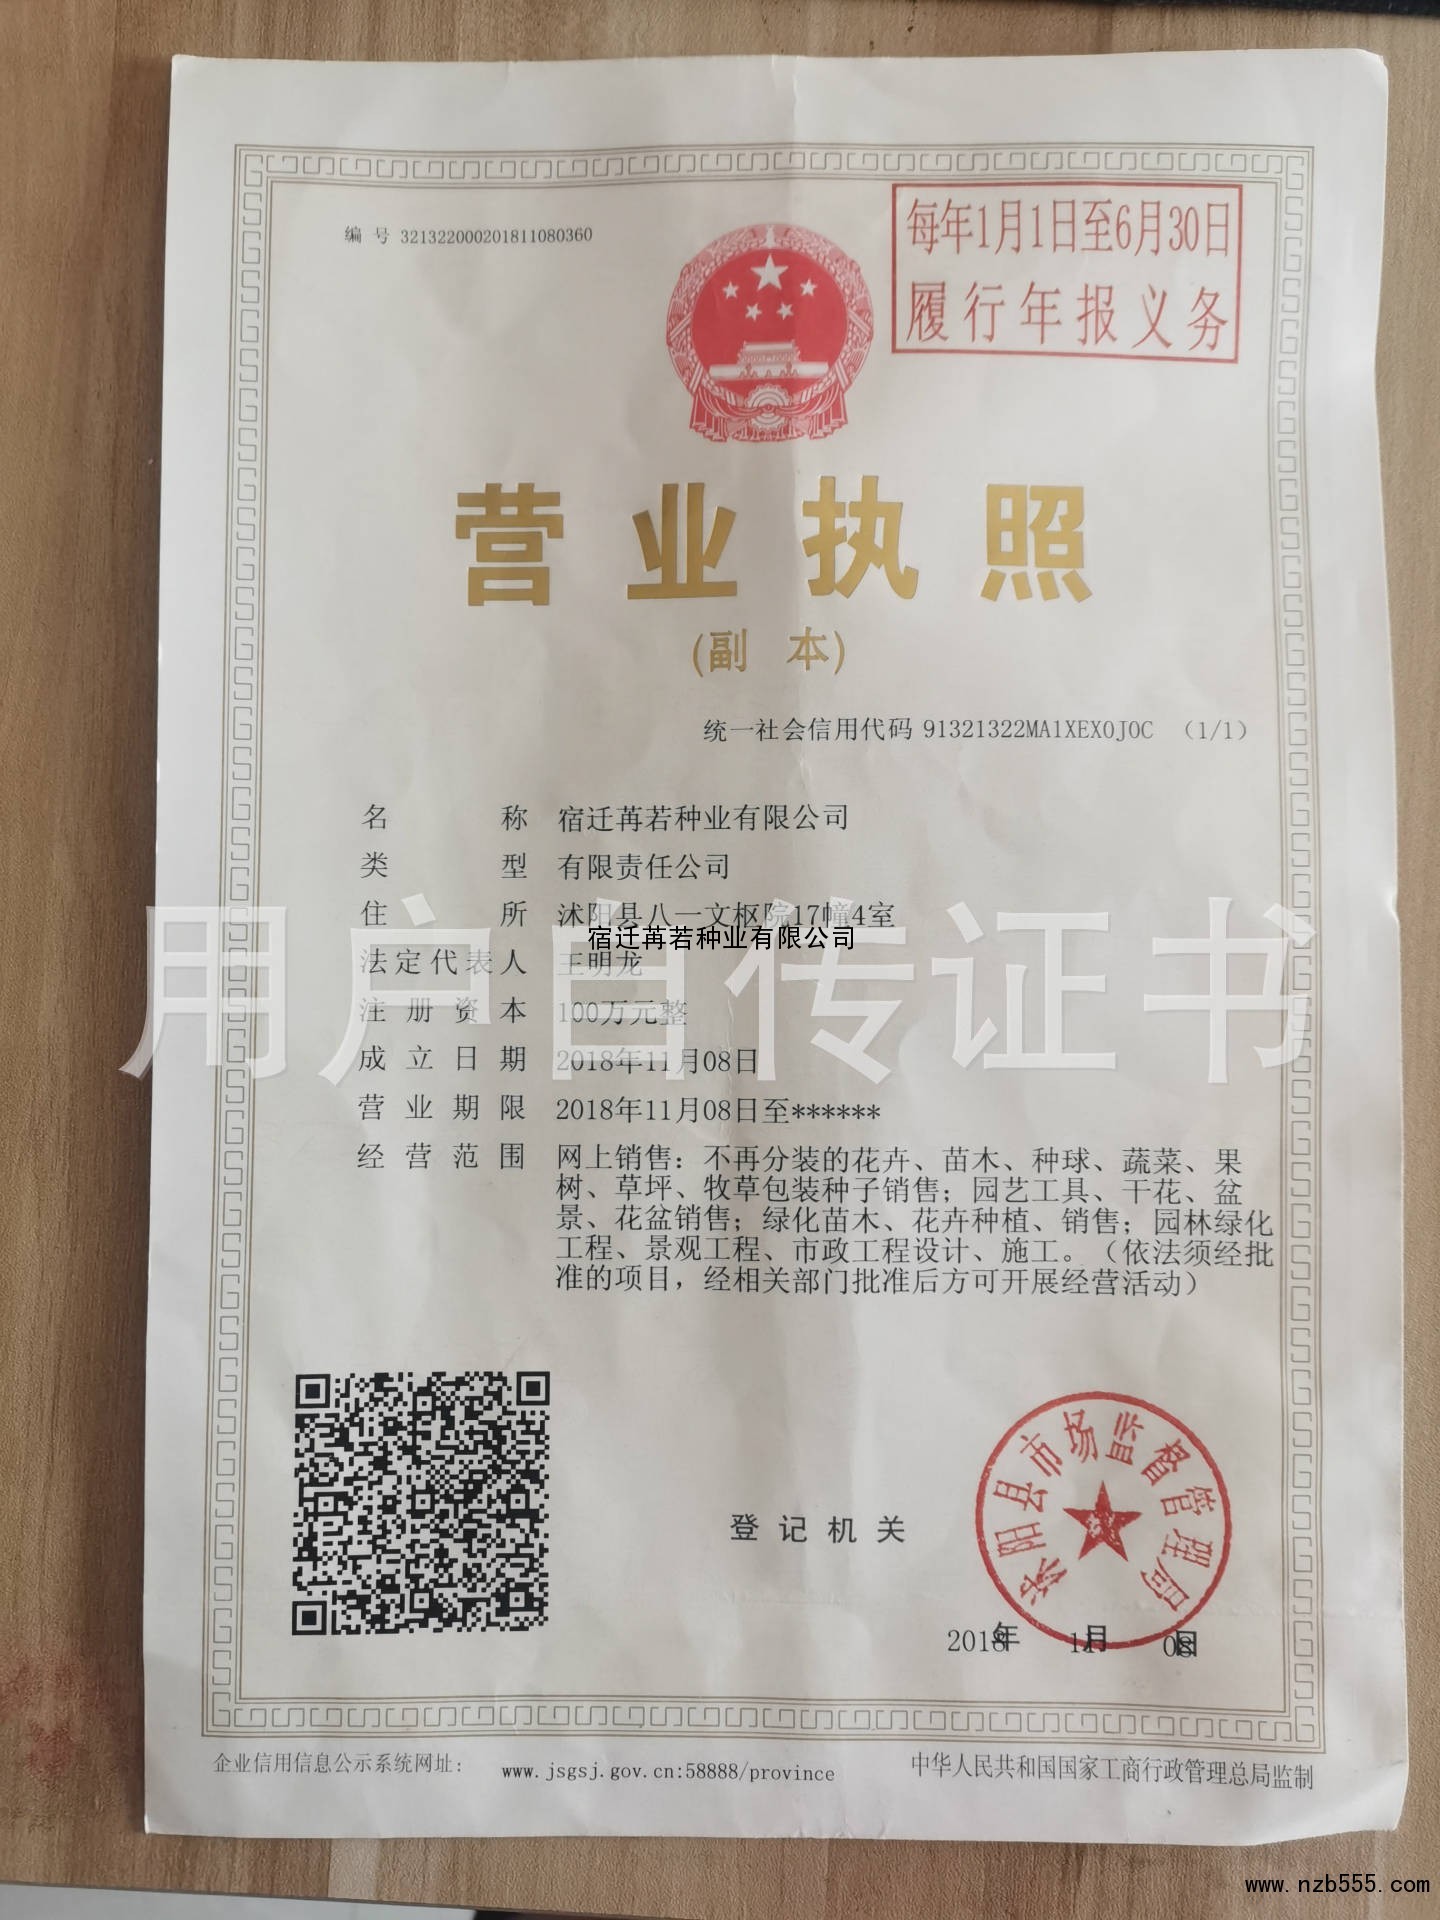 编 号 321322000201811080360
每年1月1日至6月30日
履行年报义务
营业执照
(副 本)
统一社会信用代码 91321322MA1XEX0J0C （1/1）
名 称 宿迁苒若种业有限公司
类 型 有限责任公司
住 所 沭阳县八一文枢院17幢4室
宿迁苒若种业有限公司
法定代表人 王明龙
用户自传证书
注 册 资 本 100万元整
成 立 日 期 2018年11月08日
营 业 期 限 2018年11月08日至******
经 营 范 围 网上销售：不再分装的花卉、苗木、种球、蔬菜、果
树、草坪、牧草包装种子销售；园艺工具、干花、盆
景、花盆销售；绿化苗木、花卉种植、销售；园林绿化
工程、景观工程、市政工程设计、施工。（依法须经批
准的项目，经相关部门批准后方可开展经营活动）
沭阳县市场监督管理局
登 记 机 关
2018年 11月 08日
企业信用信息公示系统网址： www.jsgsj.gov.cn:58888/province
中华人民共和国国家工商行政管理总局监制
www.nzb555.com